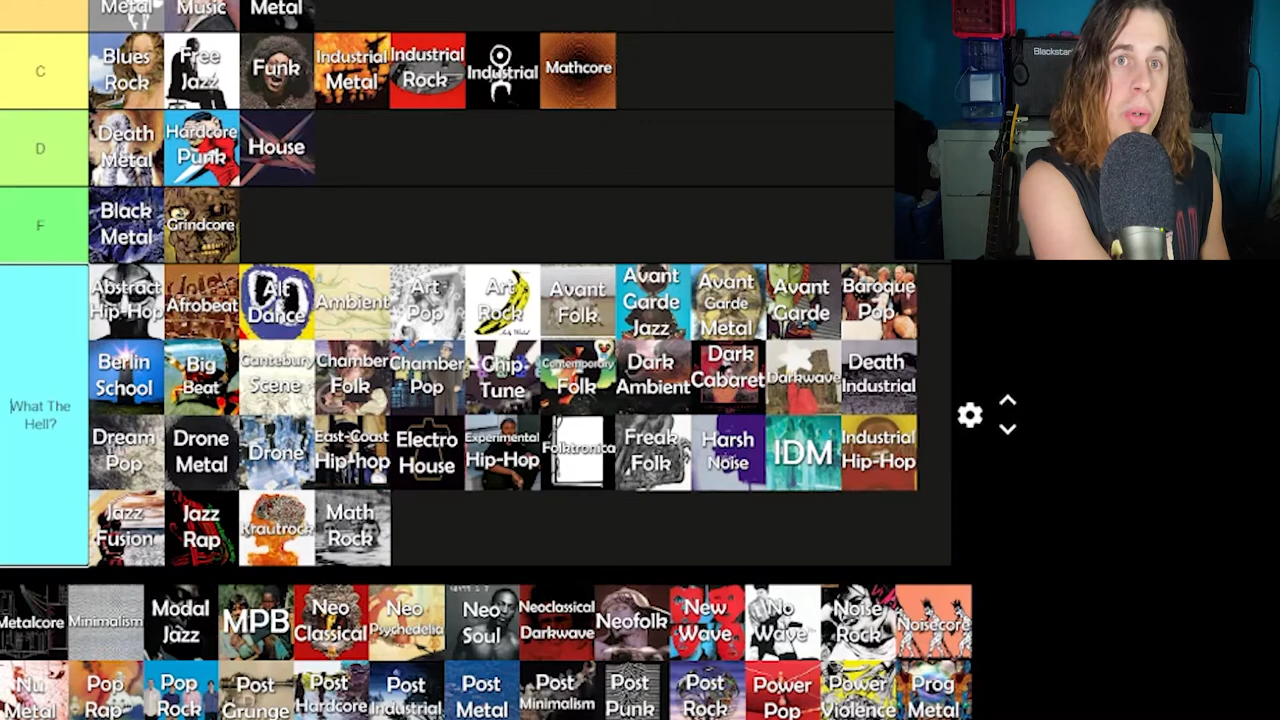 Metal Music Metal
C Blues Rock Free Jazz Funk Industrial Metal Industrial Rock Industrial Mathcore
Blackstar
D Death Metal Hardcore Punk House
F Black Metal Grindcore
What The Hell?
Abstract Hip-Hop Afrobeat Alt Dance Ambient Art Pop Art Rock Avant Folk Avant Garde Jazz Avant Garde Metal Avant Garde Baroque Pop
Berlin School Big Beat Cantebury Scene Chamber Folk Chamber Pop Chip-Tune Contemporary Folk Dark Ambient Dark Cabaret Darkwave Death Industrial
Dream Pop Drone Metal Drone East-Coast Hip-hop Electro House Experimental Hip-Hop Folktronica Freak Folk Harsh Noise IDM Industrial Hip-Hop
Jazz Fusion Jazz Rap Krautrock Math Rock
Metalcore Minimalism Modal Jazz MPB Neo Classical Neo Psychedelia Neo Soul Neoclassical Darkwave Neofolk New Wave No Wave Noise Rock Noisecore
Nu Metal Pop Rap Pop Rock Post Grunge Post Hardcore Post Industrial Post Metal Post Minimalism Post Punk Post Rock Power Pop Power Violence Prog Metal